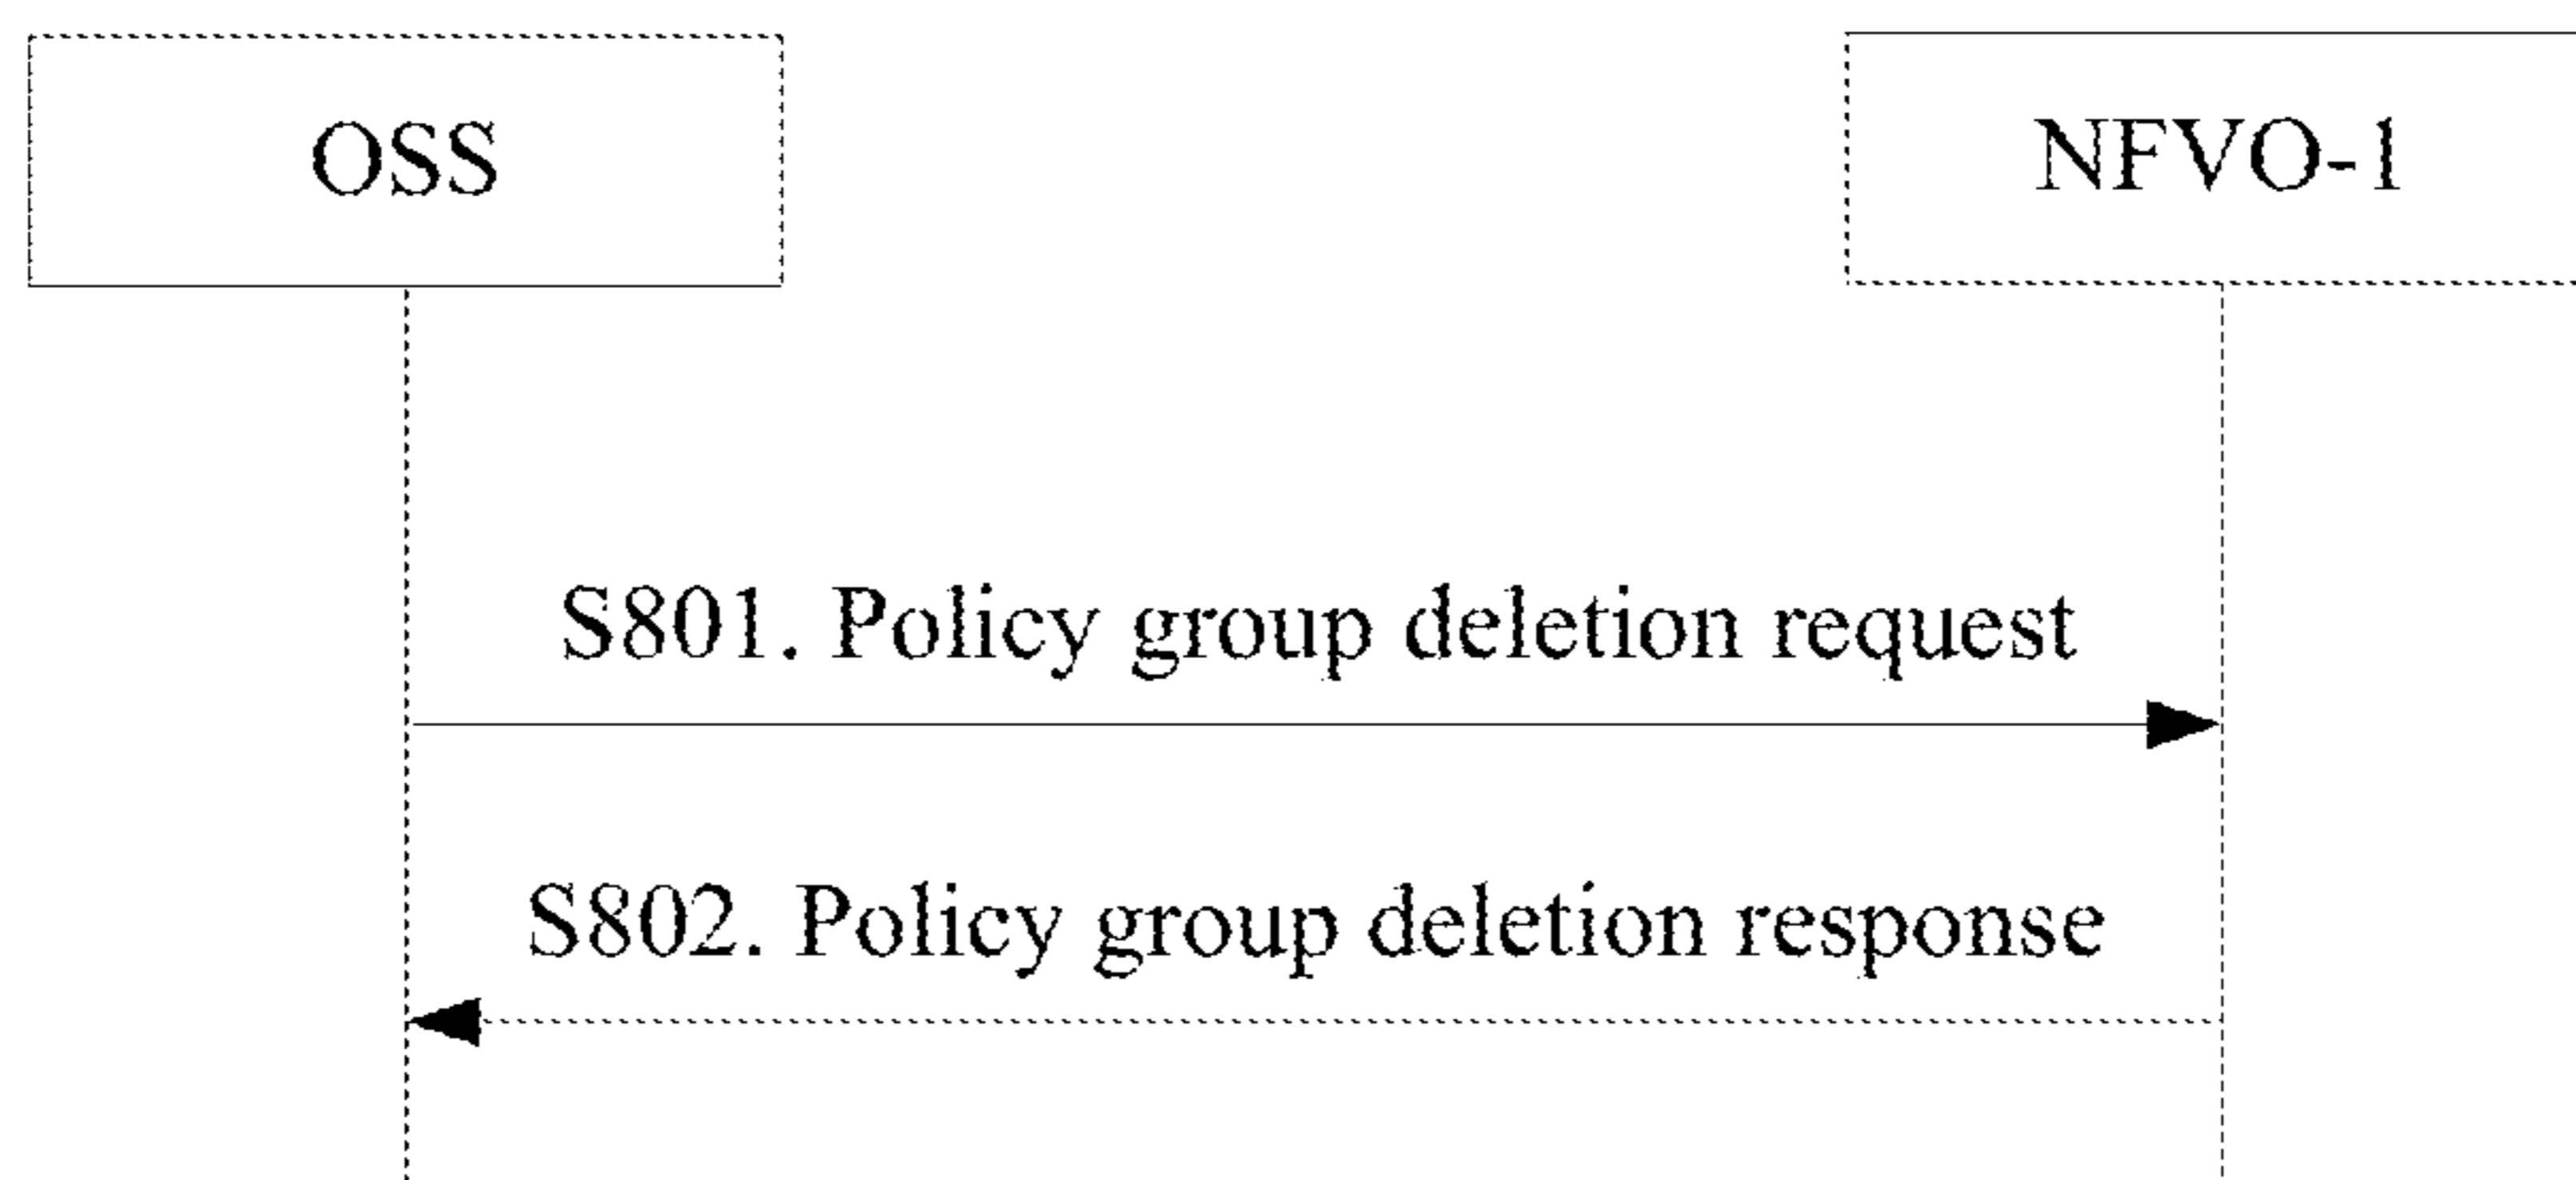 OSS
NFVO-1
S801. Policy group deletion request
S802. Policy group deletion response